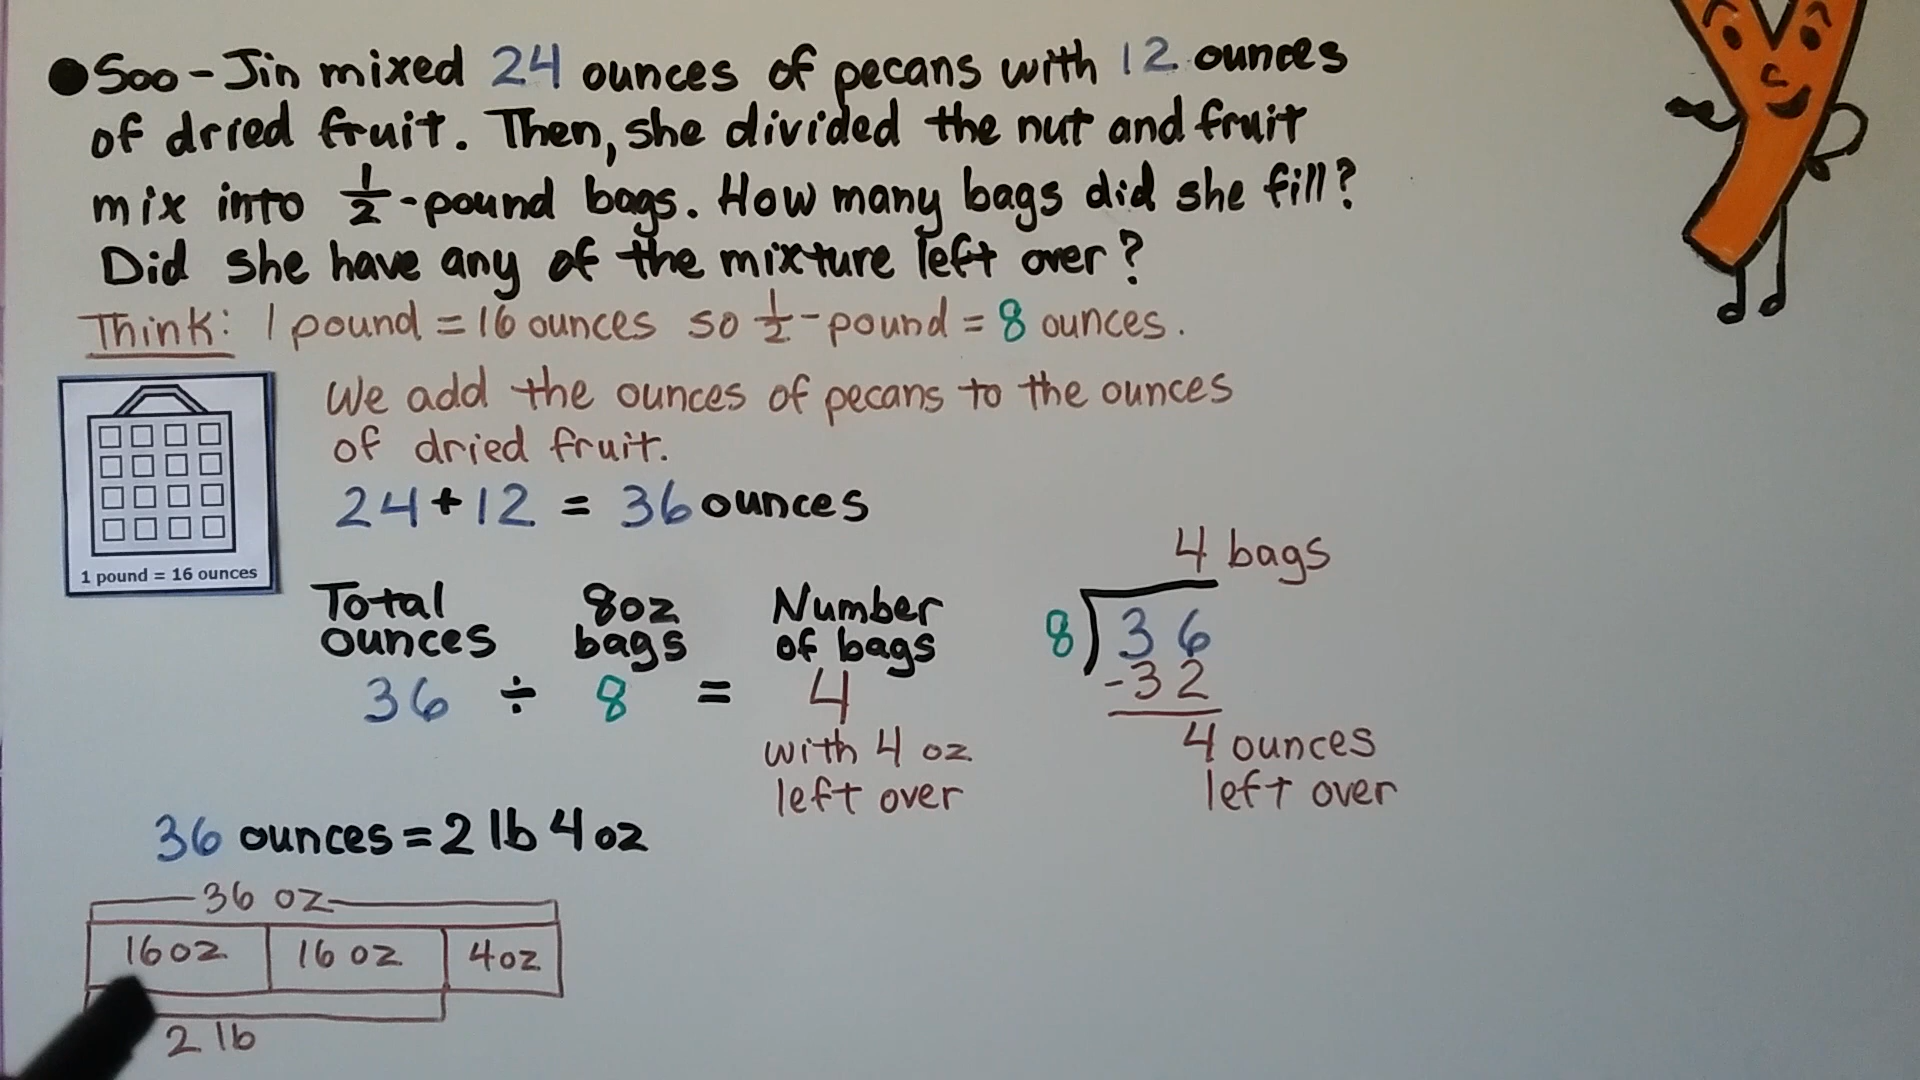 Soo-Jin mixed 24 ounces of pecans with 12 ounces
of dried fruit. Then, she divided the nut and fruit
mix into 1/2-pound bags. How many bags did she fill?
Did she have any of the mixture left over?
Think: 1 pound = 16 ounces so 1/2-pound = 8 ounces.
We add the ounces of pecans to the ounces
of dried fruit.
24+12 = 36 ounces
1 pound = 16 ounces
Total ounces 8oz bags Number of bags
36 ÷ 8 = 4
with 4 oz
left over
4 bags
8)36
-32
4 ounces
left over
36 ounces = 2 lb 4 oz
36 oz
16 oz 16 oz 4 oz
2 lb